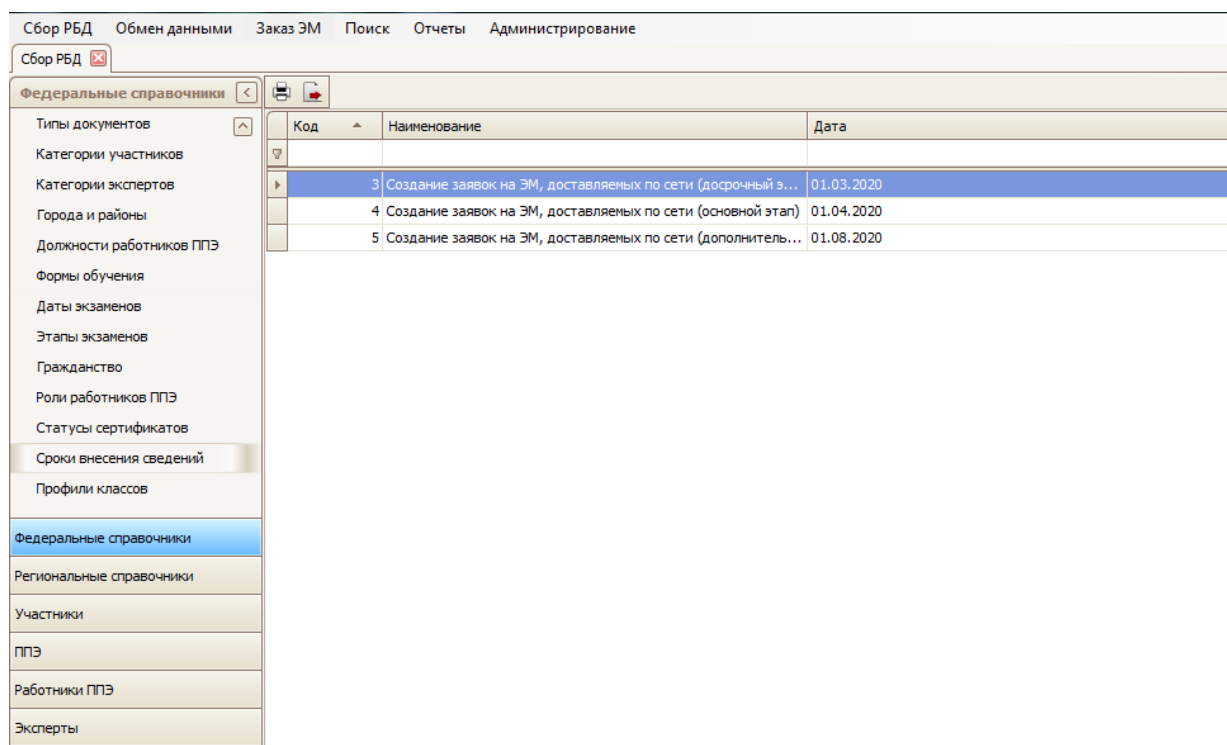 Сбор РБД Обмен данными Заказ ЭМ Поиск Отчеты Администрирование
Сбор РБД
Федеральные справочники
Типы документов
Категории участников
Категории экспертов
Города и районы
Должности работников ППЭ
Формы обучения
Даты экзаменов
Этапы экзаменов
Гражданство
Роли работников ППЭ
Статусы сертификатов
Сроки внесения сведений
Профили классов
Федеральные справочники
Региональные справочники
Участники
ППЭ
Работники ППЭ
Эксперты
Код Наименование Дата
3 Создание заявок на ЭМ, доставляемых по сети (досрочный э... 01.03.2020
4 Создание заявок на ЭМ, доставляемых по сети (основной этап) 01.04.2020
5 Создание заявок на ЭМ, доставляемых по сети (дополнитель... 01.08.2020